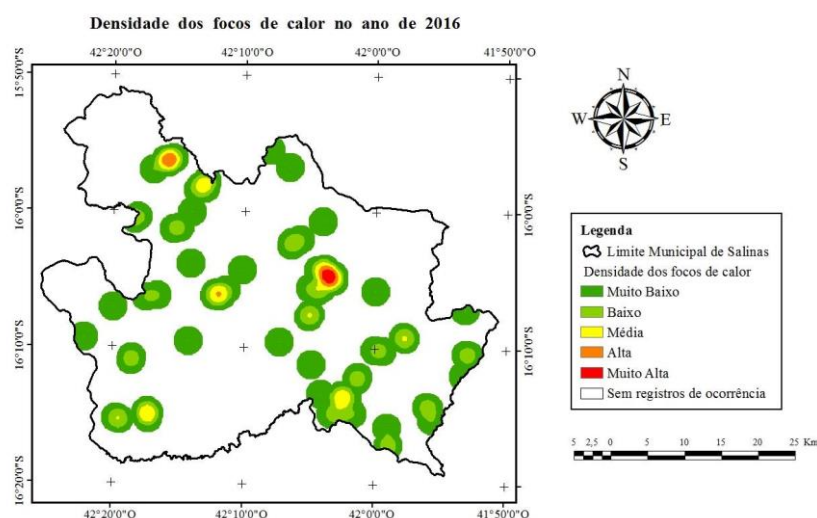 Densidade dos focos de calor no ano de 2016
42°20'0"O 42°10'0"O 42°0'0"O 41°50'0"O
15°50'0"S
15°50'0"S
16°0'0"S
16°0'0"S
16°10'0"S
16°10'0"S
16°20'0"S
16°20'0"S
42°20'0"O 42°10'0"O 42°0'0"O 41°50'0"O
N
W E
S
Legenda
Limite Municipal de Salinas
Densidade dos focos de calor
Muito Baixo
Baixo
Média
Alta
Muito Alta
Sem registros de ocorrência
5 2,5 0 5 10 15 20 25 Km